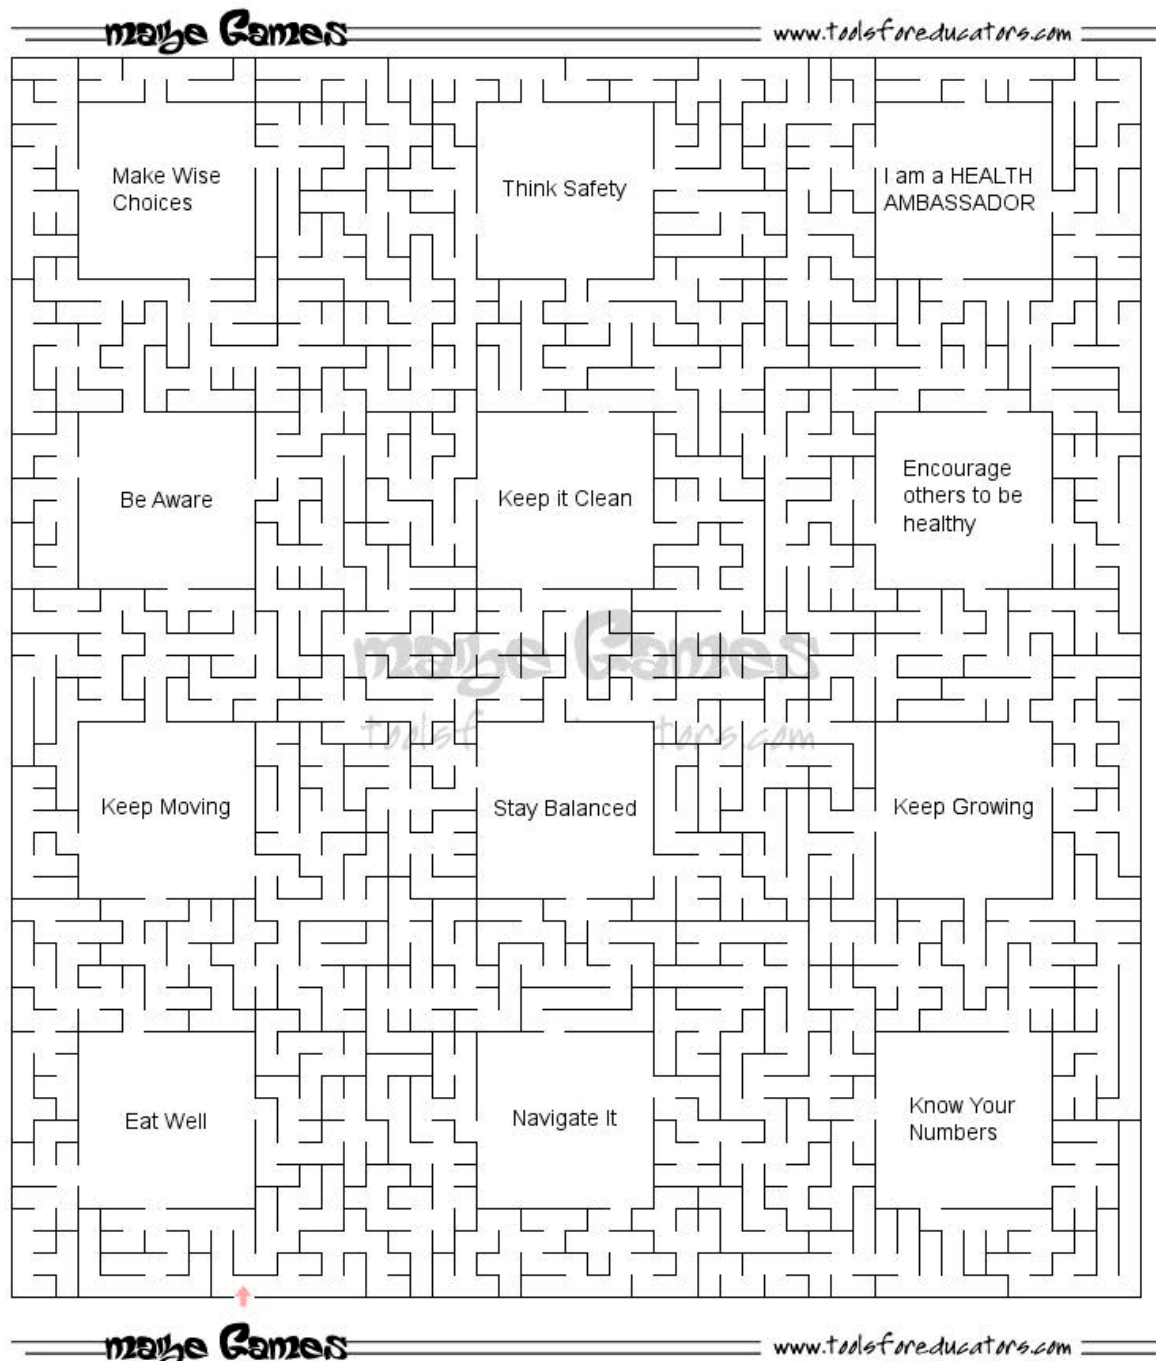 maze Games
www.toolsforeducators.com
Make Wise
Choices
Think Safety
I am a HEALTH
AMBASSADOR
Be Aware
Keep it Clean
Encourage
others to be
healthy
maze Games
toolsf tors.com
Keep Moving
Stay Balanced
Keep Growing
Eat Well
Navigate It
Know Your
Numbers
maze Games
www.toolsforeducators.com